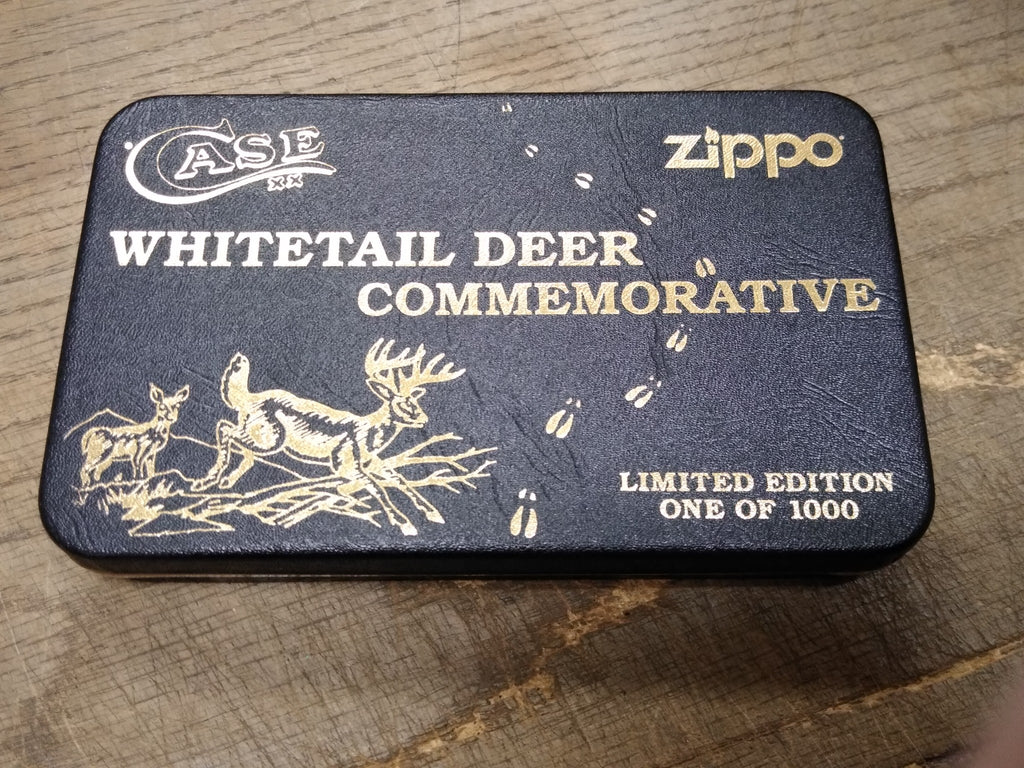 CASE
XX
Zippo
WHITETAIL DEER
COMMEMORATIVE
LIMITED EDITION
ONE OF 1000